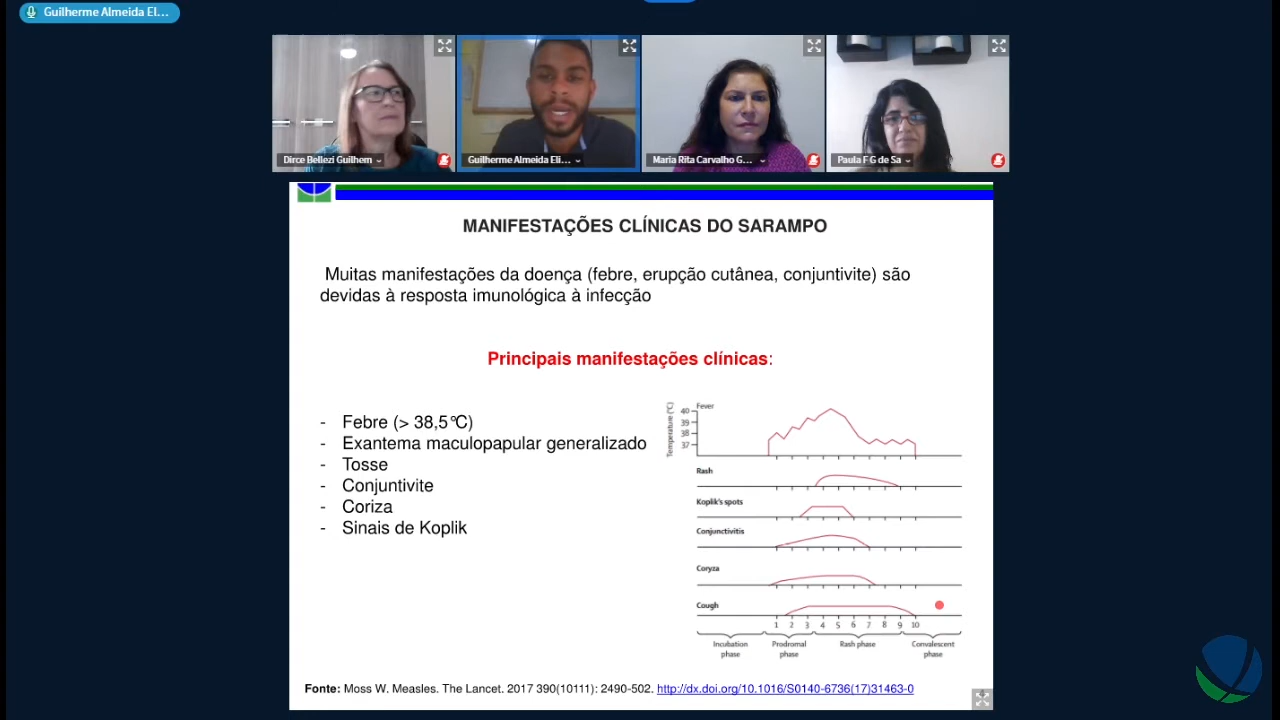 Guilherme Almeida El...
Dirce Bellezi Guilhem
Guilherme Almeida Eli...
Maria Rita Carvalho G...
Paula F G de Sa
MANIFESTAÇÕES CLÍNICAS DO SARAMPO
Muitas manifestações da doença (febre, erupção cutânea, conjuntivite) são
devidas à resposta imunológica à infecção
Principais manifestações clínicas:
- Febre (> 38,5°C)
- Exantema maculopapular generalizado
- Tosse
- Conjuntivite
- Coriza
- Sinais de Koplik
Temperature (°C)
Fever
40
39
38
37
Rash
Koplik's spots
Conjunctivitis
Coryza
Cough
1 2 3 4 5 6 7 8 9 10
Incubation phase
Prodromal phase
Rash phase
Convalescent phase
Fonte: Moss W. Measles. The Lancet. 2017 390(10111): 2490-502. http://dx.doi.org/10.1016/S0140-6736(17)31463-0